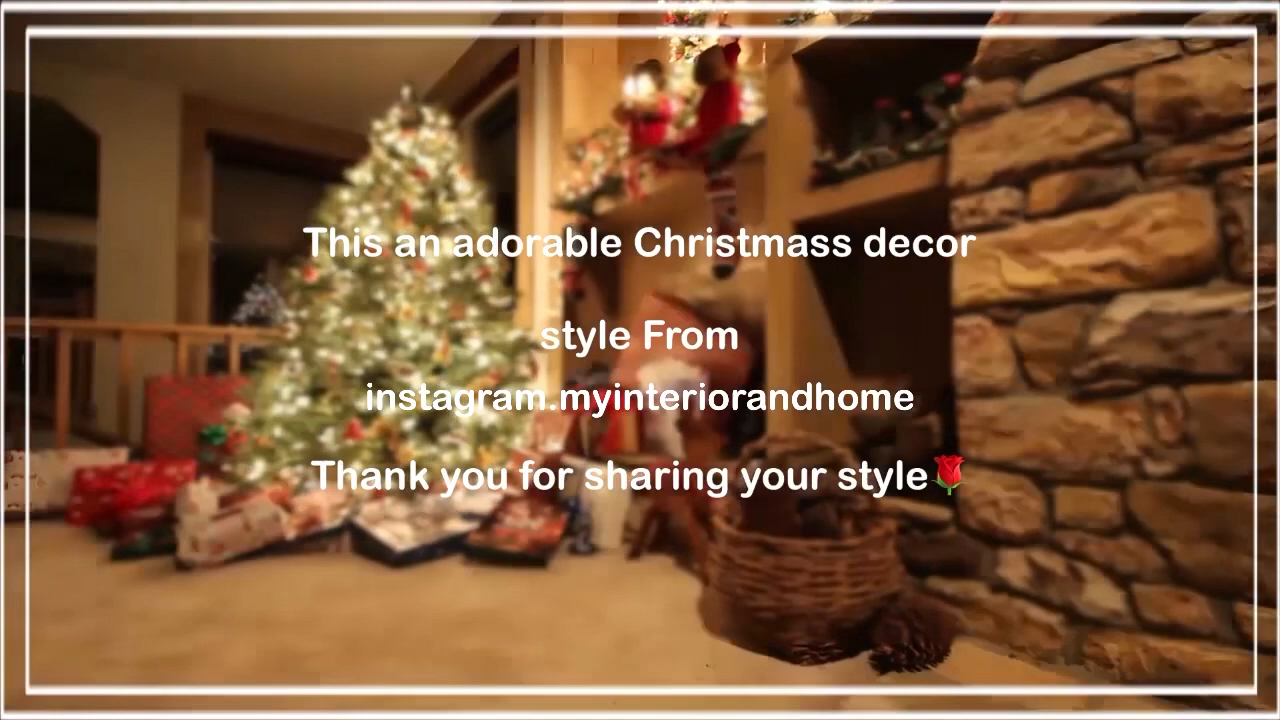 This an adorable Christmass decor
style From
instagram.myinteriorandhome
Thank you for sharing your style🌹